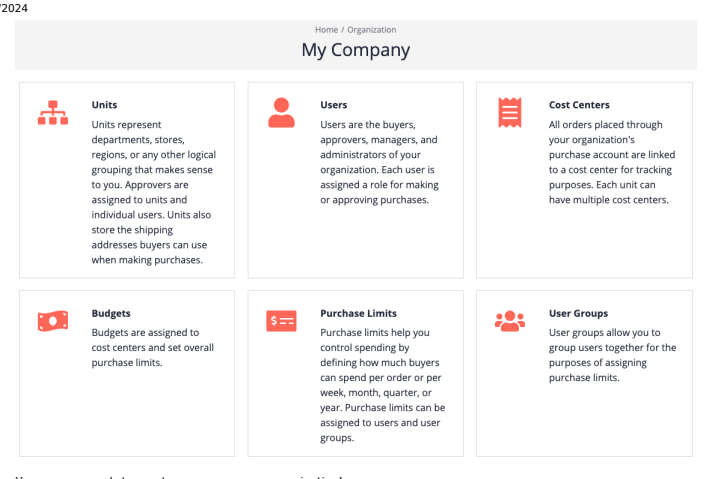 /2024
Home / Organization
My Company
Units
Units represent
departments, stores,
regions, or any other logical
grouping that makes sense
to you. Approvers are
assigned to units and
individual users. Units also
store the shipping
addresses buyers can use
when making purchases.
Users
Users are the buyers,
approvers, managers, and
administrators of your
organization. Each user is
assigned a role for making
or approving purchases.
Cost Centers
All orders placed through
your organization's
purchase account are linked
to a cost center for tracking
purposes. Each unit can
have multiple cost centers.
Budgets
Budgets are assigned to
cost centers and set overall
purchase limits.
Purchase Limits
Purchase limits help you
control spending by
defining how much buyers
can spend per order or per
week, month, quarter, or
year. Purchase limits can be
assigned to users and user
groups.
User Groups
User groups allow you to
group users together for the
purposes of assigning
purchase limits.